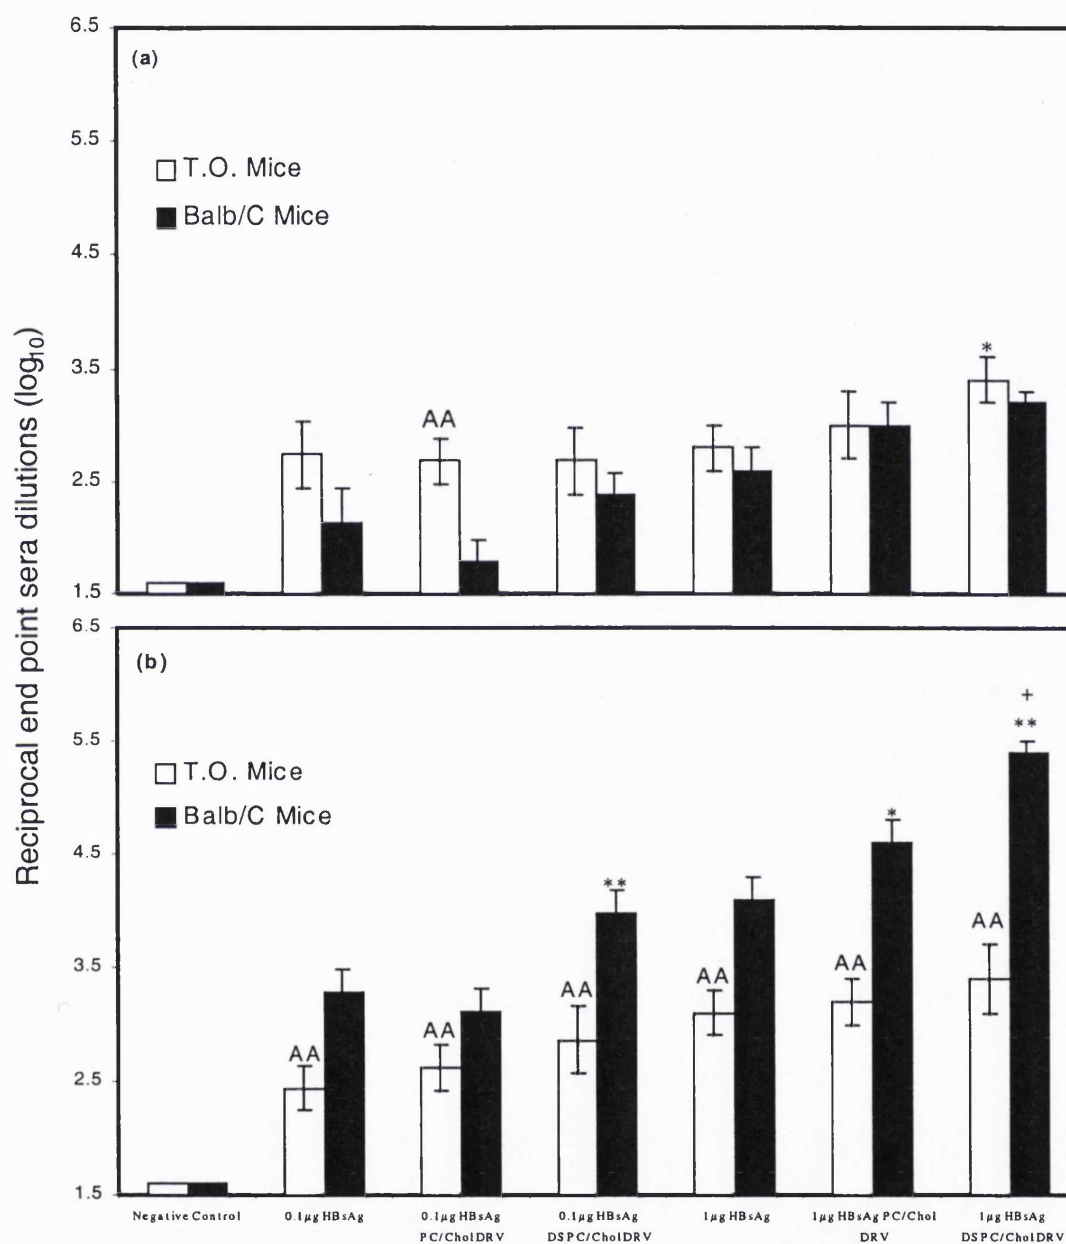 Reciprocal end point sera dilutions (log10)
6.5
5.5
4.5
3.5
2.5
1.5
(a)
T.O. Mice
Balb/C Mice
AA
*
6.5
5.5
4.5
3.5
2.5
1.5
(b)
T.O. Mice
Balb/C Mice
AA
AA
AA
**
AA
AA
*
AA
+
**
Negative Control
0.1µg HBsAg
0.1µg HBsAg
PC/Chol DRV
0.1µg HBsAg
DSPC/Chol DRV
1µg HBsAg
1µg HBsAg PC/Chol
DRV
1µg HBsAg
DSPC/Chol DRV